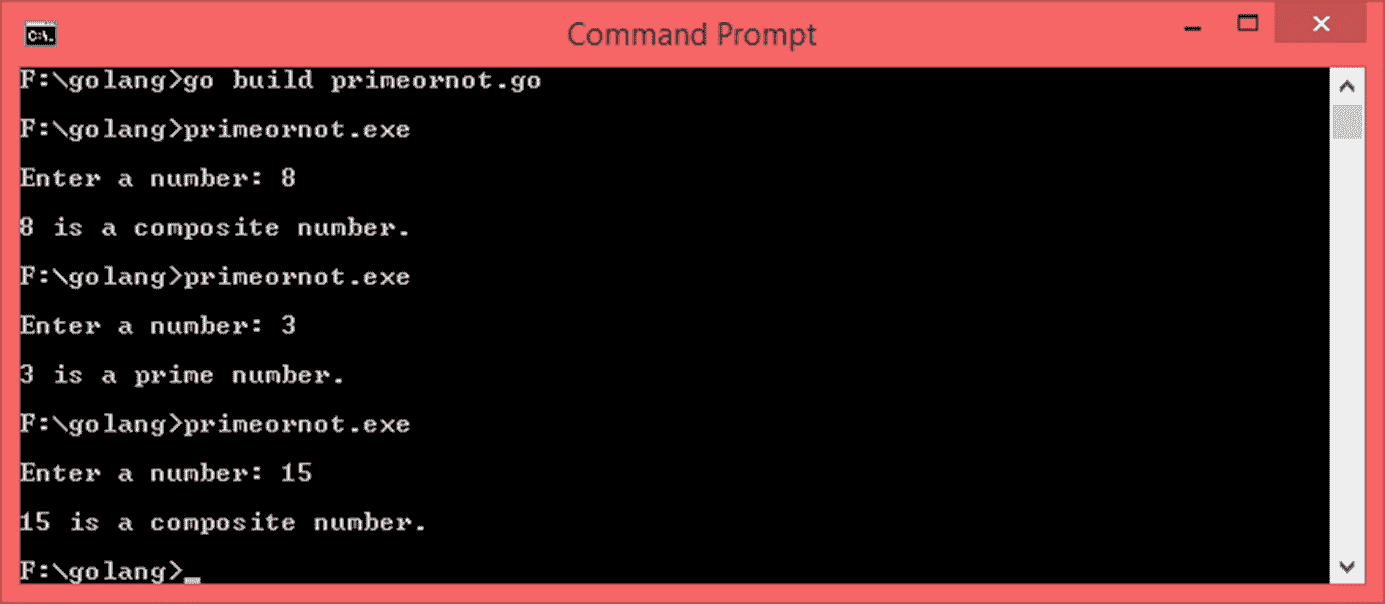 C:\.
Command Prompt
F:\golang>go build primeornot.go
F:\golang>primeornot.exe
Enter a number: 8
8 is a composite number.
F:\golang>primeornot.exe
Enter a number: 3
3 is a prime number.
F:\golang>primeornot.exe
Enter a number: 15
15 is a composite number.
F:\golang>_